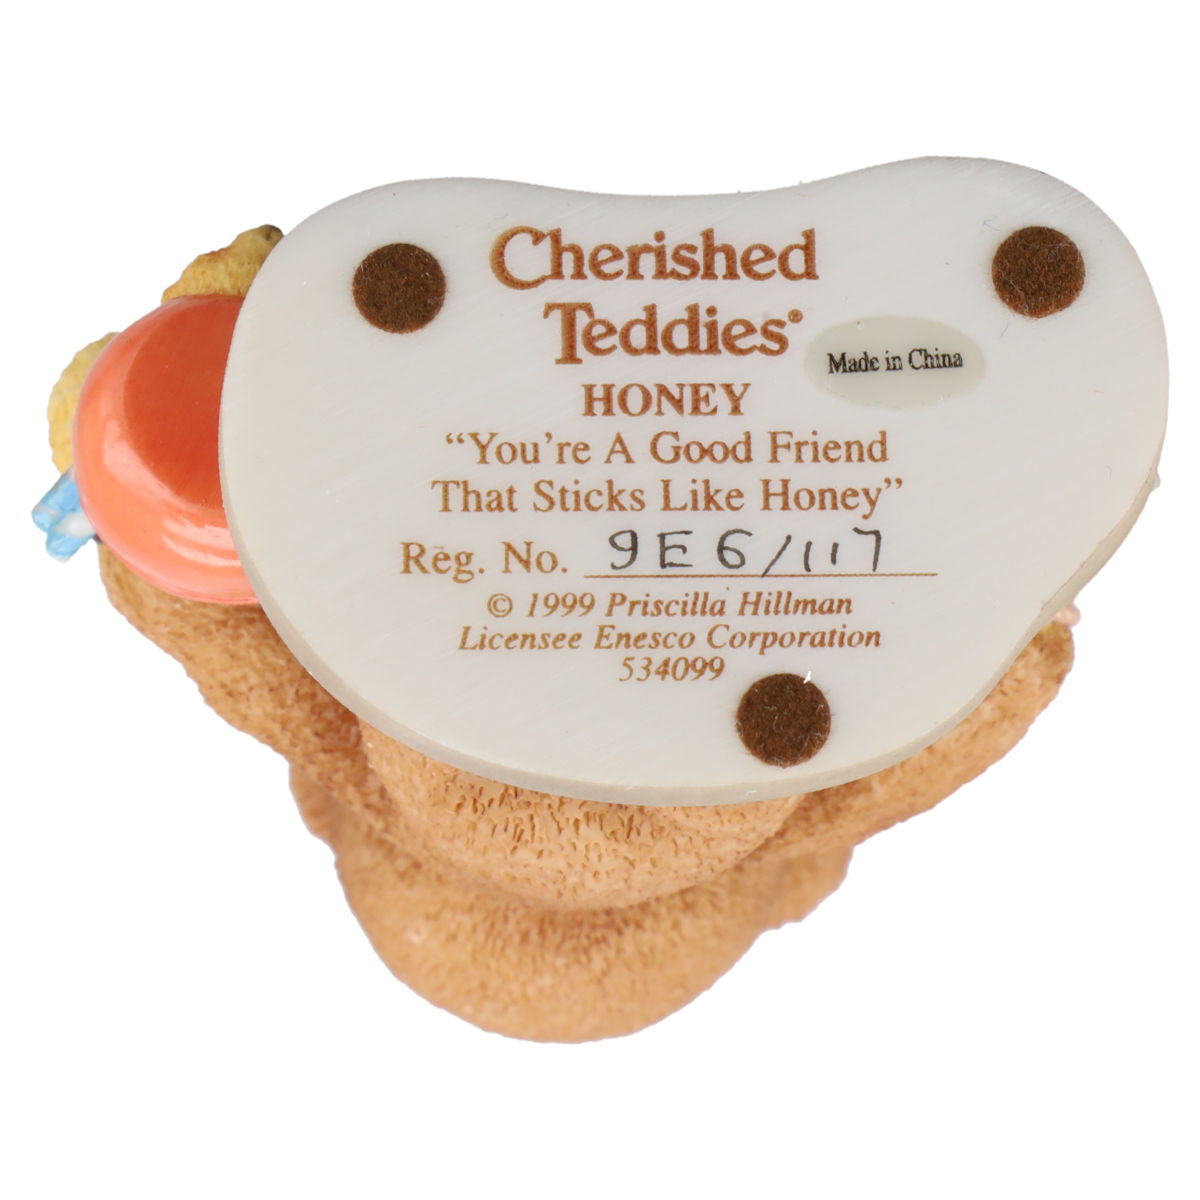 Cherished
Teddies®
Made in China
HONEY
“You’re A Good Friend
That Sticks Like Honey”
Reg. No. 9E6/117
© 1999 Priscilla Hillman
Licensee Enesco Corporation
534099